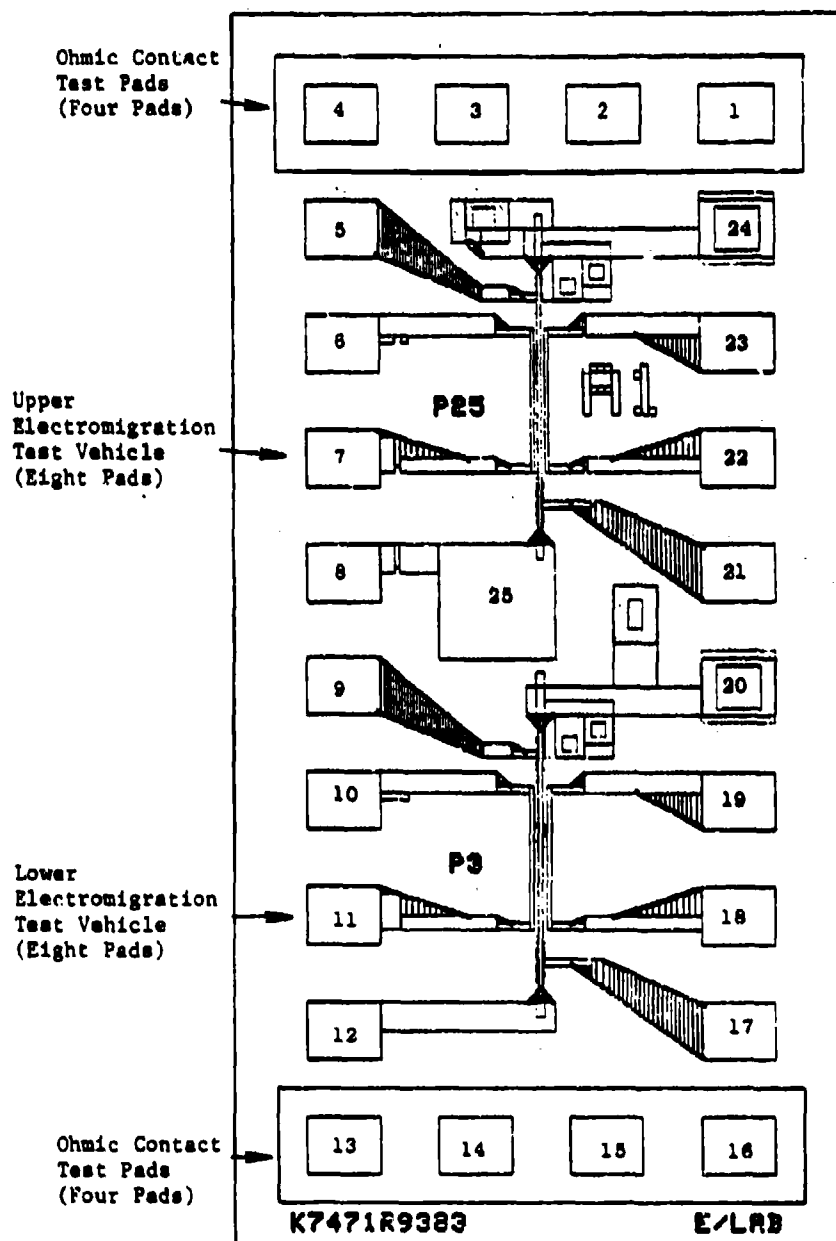 Ohmic Contact
Test Pads
(Four Pads)
4 3 2 1
5 24
6 23
P25
Upper
Electromigration
Test Vehicle
(Eight Pads)
7 22
8 25 21
9 20
10 19
P3
Lower
Electromigration
Test Vehicle
(Eight Pads)
11 18
12 17
Ohmic Contact
Test Pads
(Four Pads)
13 14 15 16
K7471R9383 E/LAB